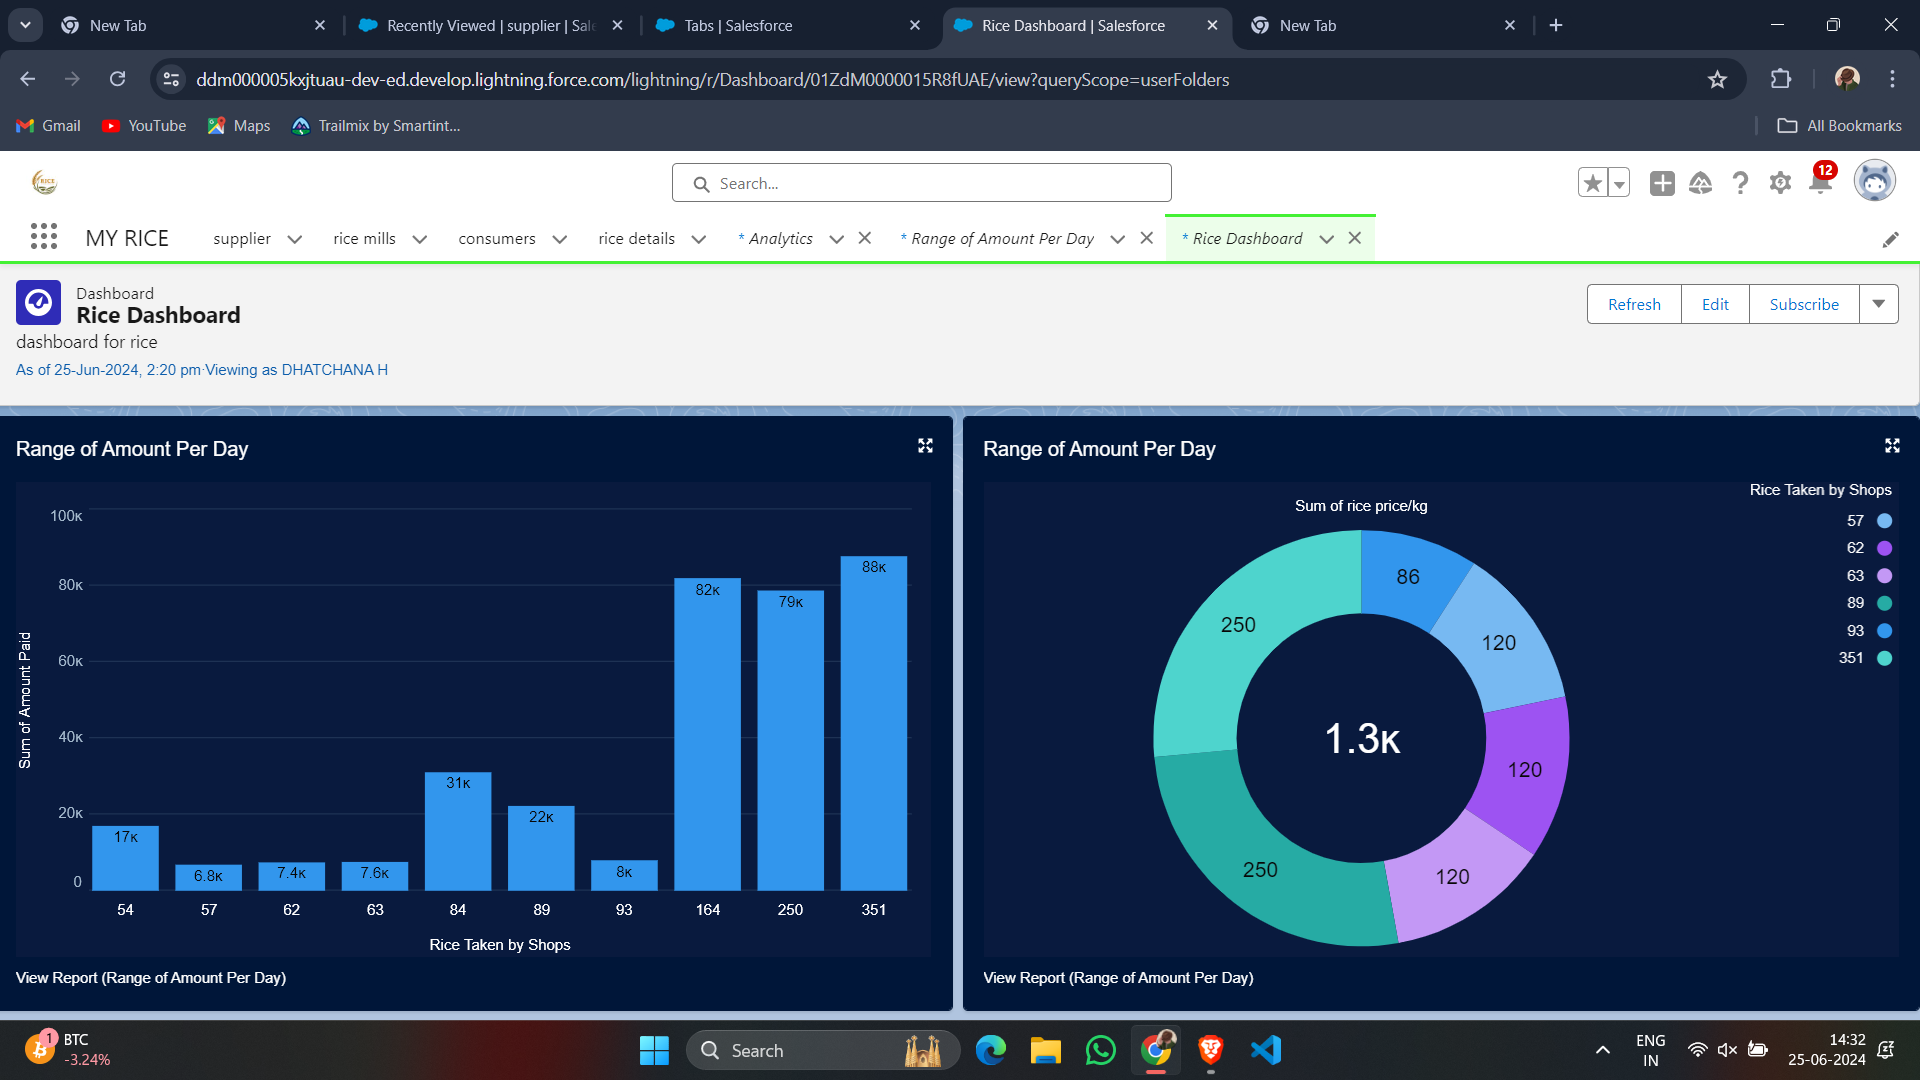 New Tab
Recently Viewed | supplier | Sale
Tabs | Salesforce
Rice Dashboard | Salesforce
New Tab
ddm000005kxjtuau-dev-ed.develop.lightning.force.com/lightning/r/Dashboard/01ZdM0000015R8fUAE/view?queryScope=userFolders
Gmail
YouTube
Maps
Trailmix by Smartint...
All Bookmarks
RICE
Search...
12
MY RICE
supplier
rice mills
consumers
rice details
* Analytics
* Range of Amount Per Day
* Rice Dashboard
Dashboard
Rice Dashboard
dashboard for rice
As of 25-Jun-2024, 2:20 pm·Viewing as DHATCHANA H
Refresh
Edit
Subscribe
Range of Amount Per Day
100K
80K
60K
40K
20K
0
Sum of Amount Paid
17K
6.8K
7.4K
7.6K
31K
22K
8K
82K
79K
88K
54
57
62
63
84
89
93
164
250
351
Rice Taken by Shops
View Report (Range of Amount Per Day)
Range of Amount Per Day
Sum of rice price/kg
86
120
120
120
250
250
1.3K
Rice Taken by Shops
57
62
63
89
93
351
View Report (Range of Amount Per Day)
1
BTC
-3.24%
Search
ENG
IN
14:32
25-06-2024